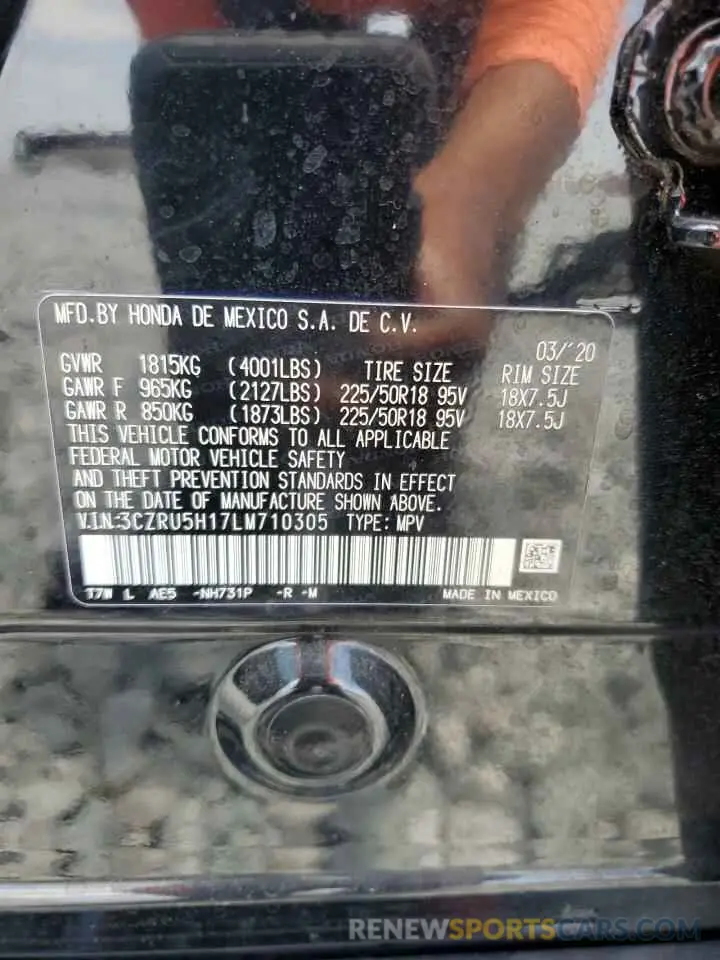 MFD.BY HONDA DE MEXICO S.A. DE C.V.
03/'20
GVWR 1815KG (4001LBS) TIRE SIZE RIM SIZE
GAWR F 965KG (2127LBS) 225/50R18 95V 18X7.5J
GAWR R 850KG (1873LBS) 225/50R18 95V 18X7.5J
THIS VEHICLE CONFORMS TO ALL APPLICABLE
FEDERAL MOTOR VEHICLE SAFETY
AND THEFT PREVENTION STANDARDS IN EFFECT
ON THE DATE OF MANUFACTURE SHOWN ABOVE.
V.I.N:3CZRU5H17LM710305 TYPE: MPV
T7W L AE5 -NH731P -R -M MADE IN MEXICO
RENEWSPORTSCARS.COM